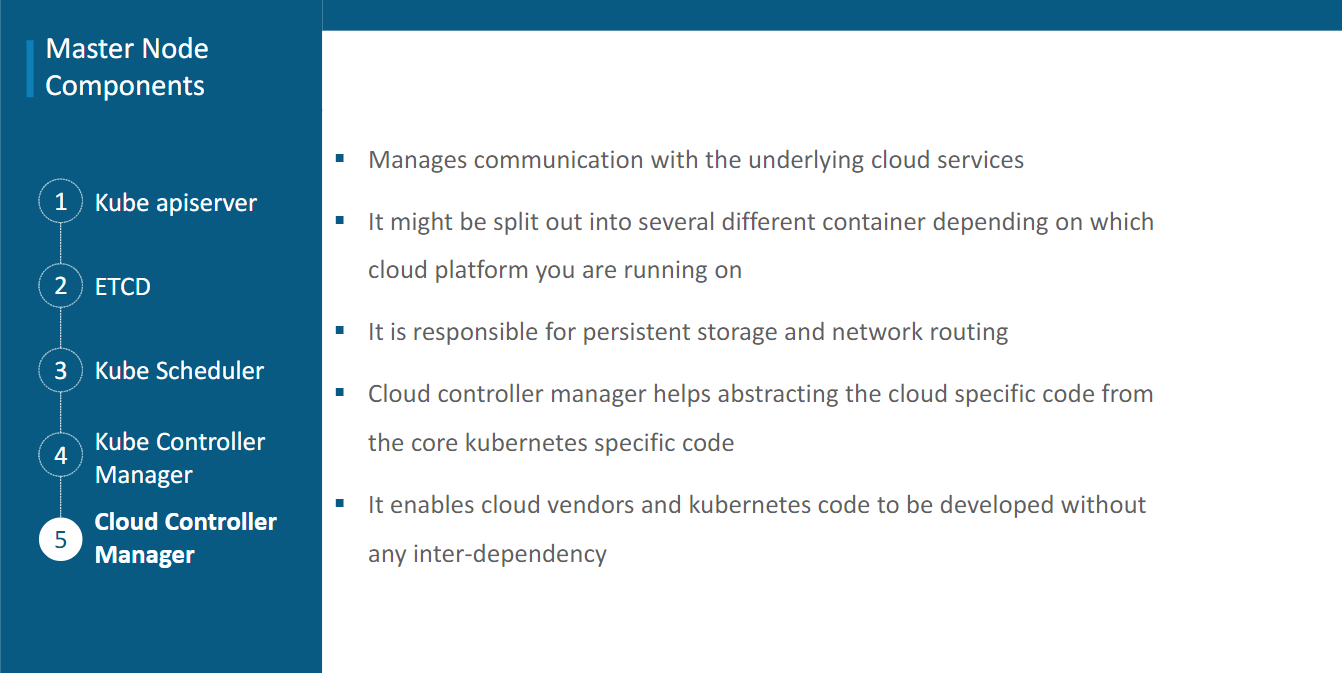 Master Node
Components
1 Kube apiserver
2 ETCD
3 Kube Scheduler
4 Kube Controller
Manager
5 Cloud Controller
Manager
▪ Manages communication with the underlying cloud services
▪ It might be split out into several different container depending on which
cloud platform you are running on
▪ It is responsible for persistent storage and network routing
▪ Cloud controller manager helps abstracting the cloud specific code from
the core kubernetes specific code
▪ It enables cloud vendors and kubernetes code to be developed without
any inter-dependency